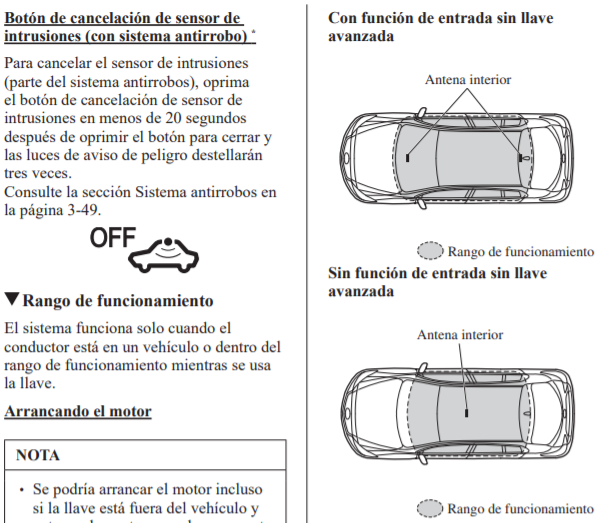 Botón de cancelación de sensor de
intrusiones (con sistema antirrobo) *
Para cancelar el sensor de intrusiones
(parte del sistema antirrobos), oprima
el botón de cancelación de sensor de
intrusiones en menos de 20 segundos
después de oprimir el botón para cerrar y
las luces de aviso de peligro destellarán
tres veces.
Consulte la sección Sistema antirrobos en
la página 3-49.
OFF
▼Rango de funcionamiento
El sistema funciona solo cuando el
conductor está en un vehículo o dentro del
rango de funcionamiento mientras se usa
la llave.
Arrancando el motor
NOTA
• Se podría arrancar el motor incluso
si la llave está fuera del vehículo y
Con función de entrada sin llave
avanzada
Antena interior
Rango de funcionamiento
Sin función de entrada sin llave
avanzada
Antena interior
Rango de funcionamiento